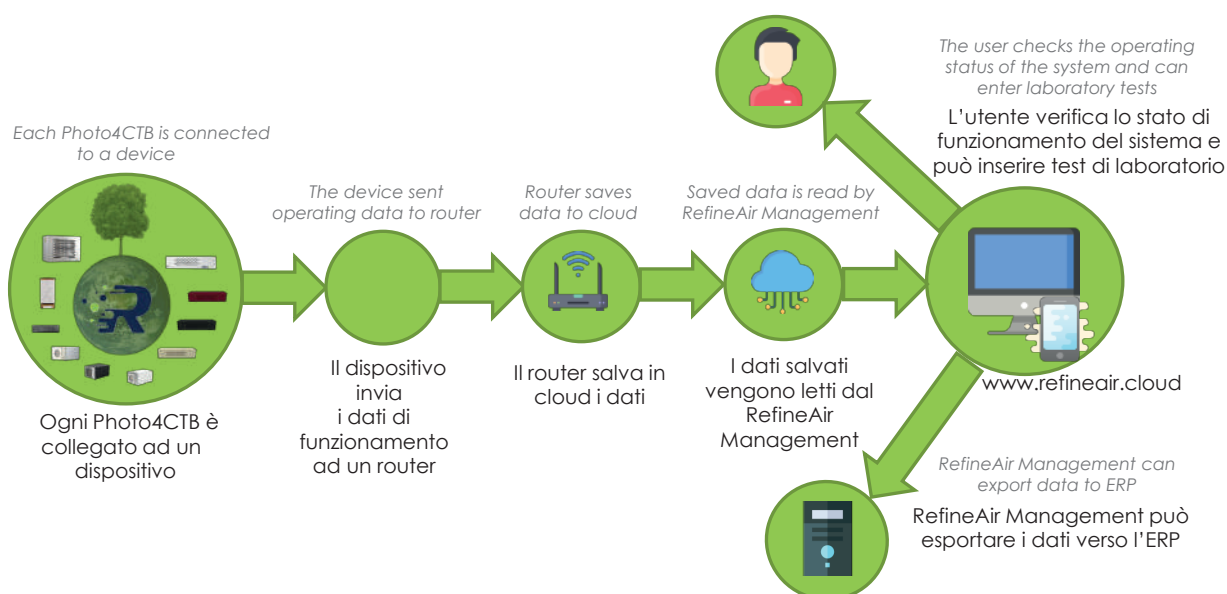 Each Photo4CTB is connected
to a device
Ogni Photo4CTB è
collegato ad un
dispositivo
The device sent
operating data to router
Il dispositivo
invia
i dati di
funzionamento
ad un router
Router saves
data to cloud
Il router salva in
cloud i dati
Saved data is read by
RefineAir Management
I dati salvati
vengono letti dal
RefineAir
Management
The user checks the operating
status of the system and can
enter laboratory tests
L’utente verifica lo stato di
funzionamento del sistema e
può inserire test di laboratorio
www.refineair.cloud
RefineAir Management can
export data to ERP
RefineAir Management può
esportare i dati verso l’ERP
R